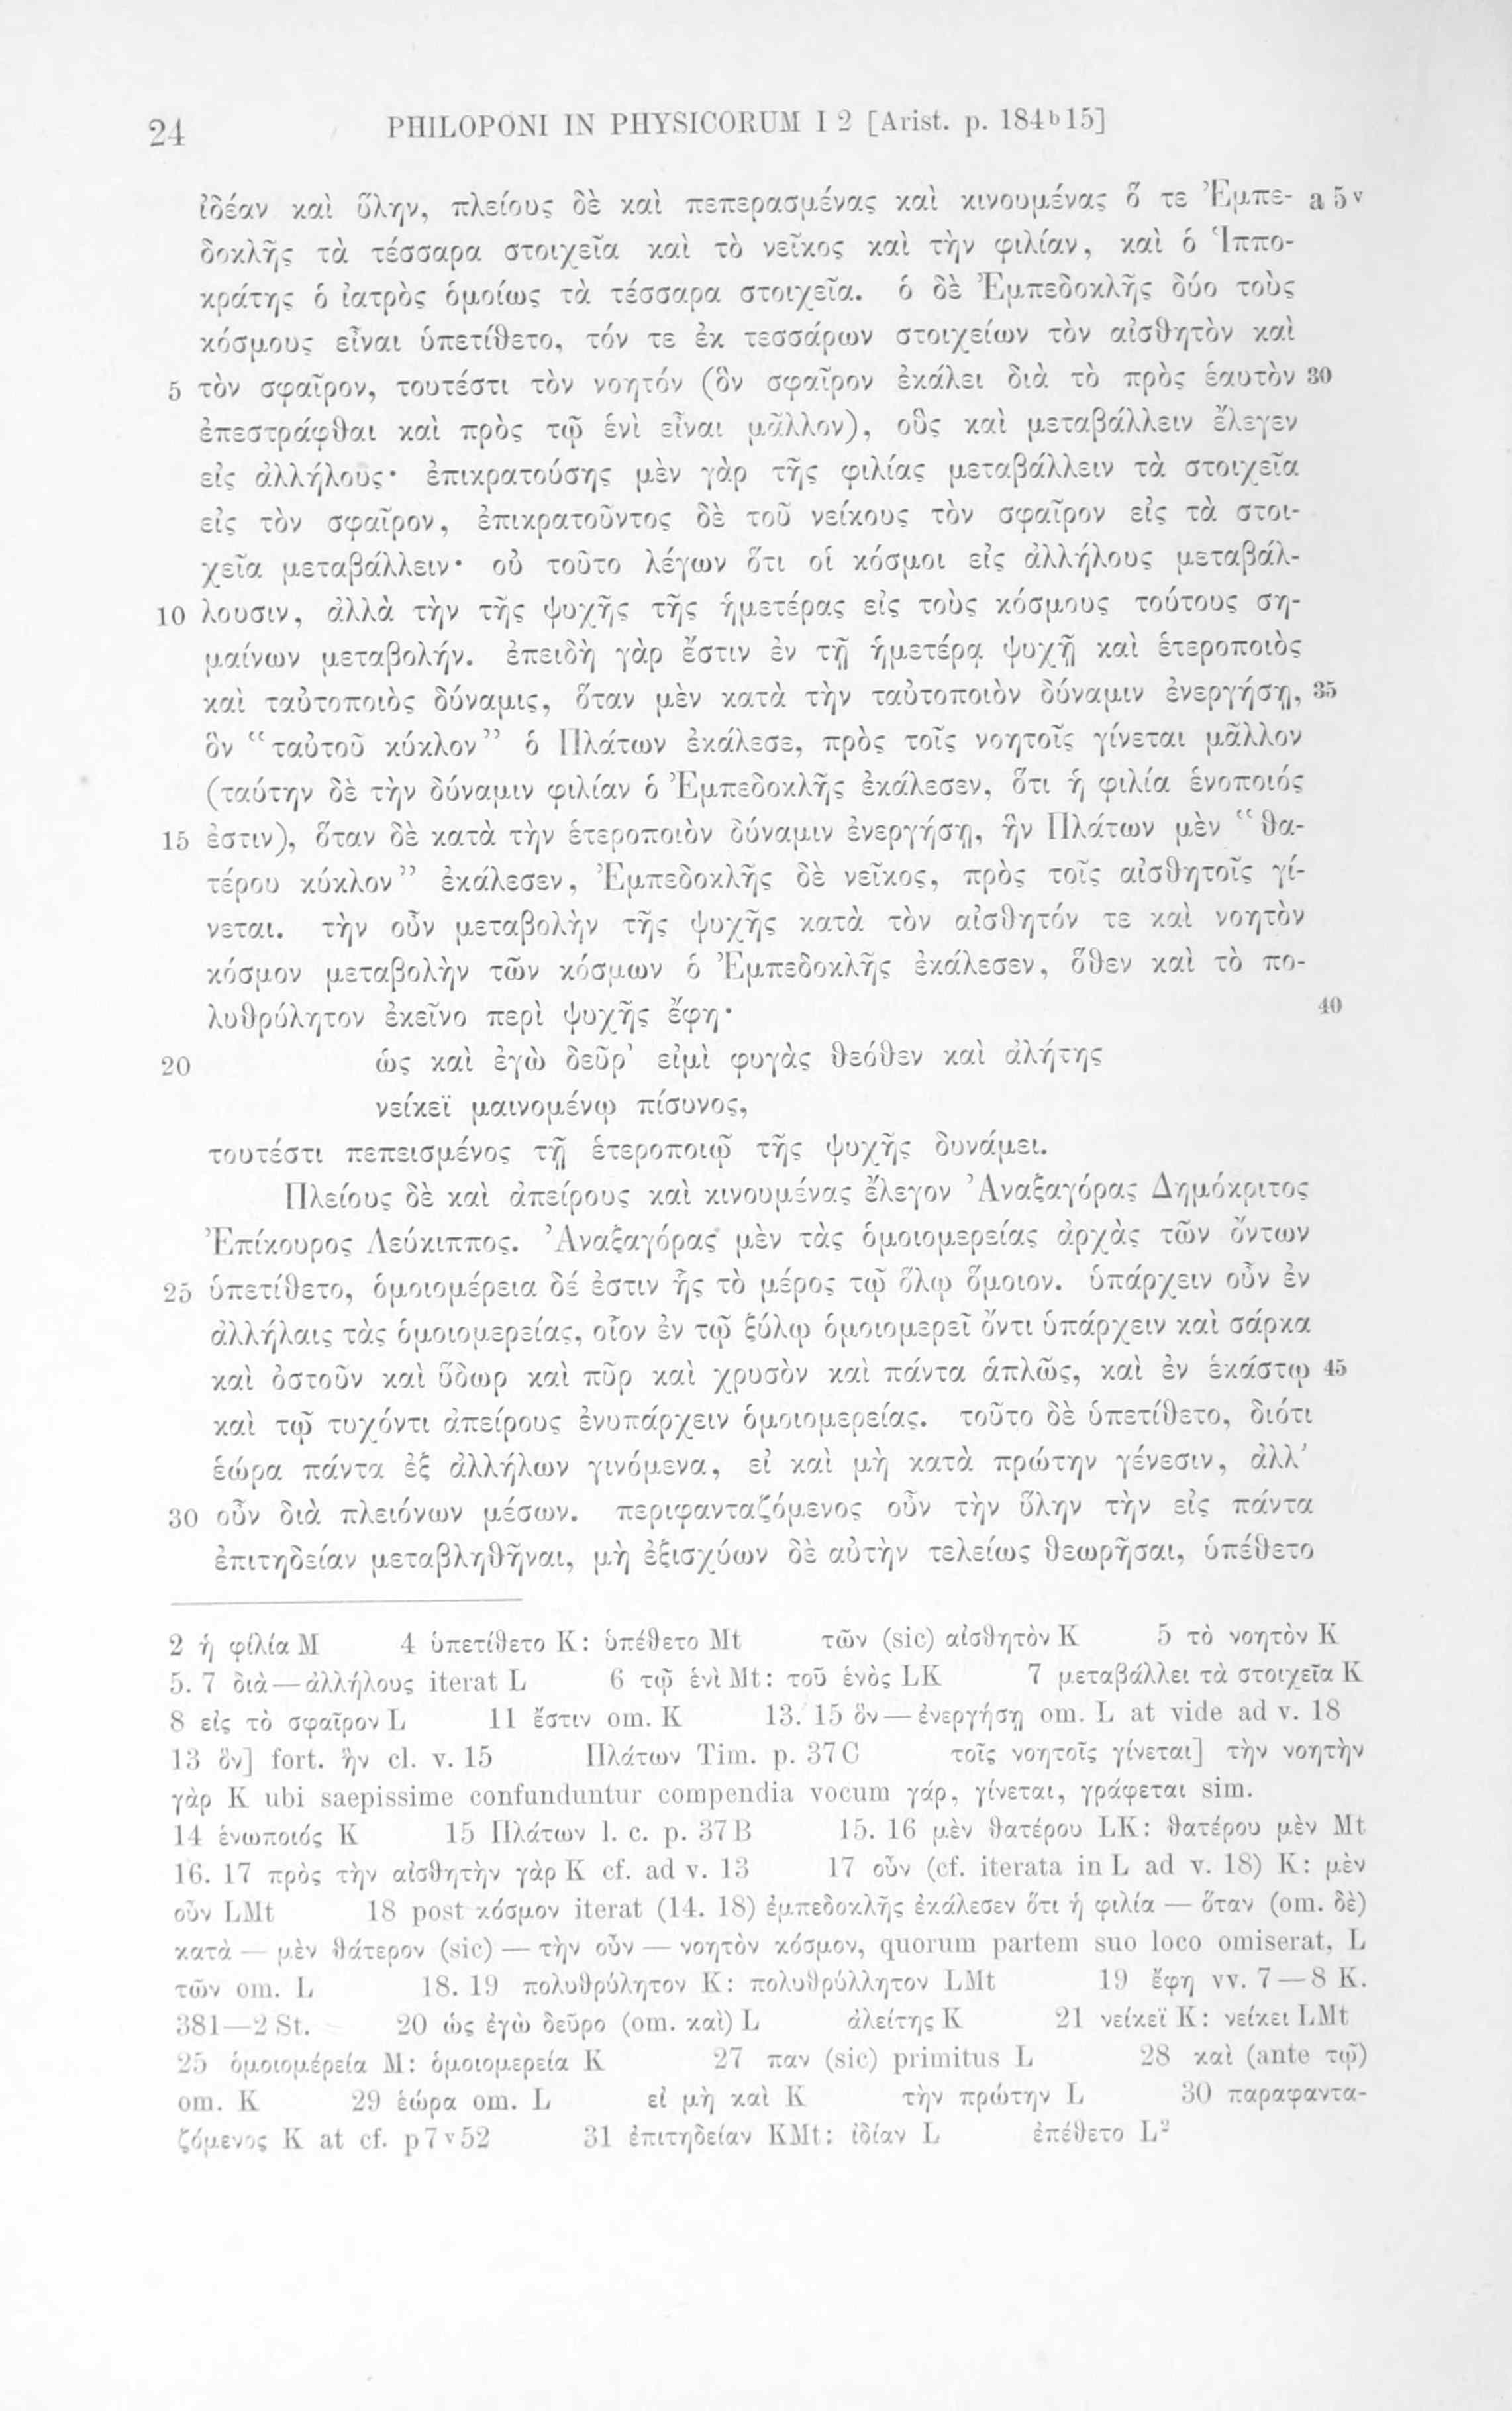 24 PHILOPONI IN PHYSICORUM I 2 [Arist. p. 184b15]
ἰδέαν καὶ ὕλην, πλείους δὲ καὶ πεπερασμένας καὶ κινουμένας ὅ τε Ἐμπε- a 5v
δοκλῆς τὰ τέσσαρα στοιχεῖα καὶ τὸ νεῖκος καὶ τὴν φιλίαν, καὶ ὁ Ἱππο-
κράτης ὁ ἰατρὸς ὁμοίως τὰ τέσσαρα στοιχεῖα. ὁ δὲ Ἐμπεδοκλῆς δύο τοὺς
κόσμους εἶναι ὑπετίθετο, τόν τε ἐκ τεσσάρων στοιχείων τὸν αἰσθητὸν καὶ
5 τὸν σφαῖρον, τουτέστι τὸν νοητόν (ὃν σφαῖρον ἐκάλει διὰ τὸ πρὸς ἑαυτὸν 30
ἐπεστράφθαι καὶ πρὸς τῷ ἑνὶ εἶναι μᾶλλον), οὓς καὶ μεταβάλλειν ἔλεγεν
εἰς ἀλλήλους· ἐπικρατούσης μὲν γὰρ τῆς φιλίας μεταβάλλειν τὰ στοιχεῖα
εἰς τὸν σφαῖρον, ἐπικρατοῦντος δὲ τοῦ νείκους τὸν σφαῖρον εἰς τὰ στοι-
χεῖα μεταβάλλειν· οὐ τοῦτο λέγων ὅτι οἱ κόσμοι εἰς ἀλλήλους μεταβάλ-
10 λουσιν, ἀλλὰ τὴν τῆς ψυχῆς τῆς ἡμετέρας εἰς τοὺς κόσμους τούτους ση-
μαίνων μεταβολήν. ἐπειδὴ γὰρ ἔστιν ἐν τῇ ἡμετέρᾳ ψυχῇ καὶ ἑτεροποιὸς
καὶ ταὐτοποιὸς δύναμις, ὅταν μὲν κατὰ τὴν ταὐτοποιὸν δύναμιν ἐνεργήσῃ, 35
ὃν “ταὐτοῦ κύκλον” ὁ Πλάτων ἐκάλεσε, πρὸς τοῖς νοητοῖς γίνεται μᾶλλον
(ταύτην δὲ τὴν δύναμιν φιλίαν ὁ Ἐμπεδοκλῆς ἐκάλεσεν, ὅτι ἡ φιλία ἑνοποιός
15 ἐστιν), ὅταν δὲ κατὰ τὴν ἑτεροποιὸν δύναμιν ἐνεργήσῃ, ἣν Πλάτων μὲν “θα-
τέρου κύκλον” ἐκάλεσεν, Ἐμπεδοκλῆς δὲ νεῖκος, πρὸς τοῖς αἰσθητοῖς γί-
νεται. τὴν οὖν μεταβολὴν τῆς ψυχῆς κατὰ τὸν αἰσθητόν τε καὶ νοητὸν
κόσμον μεταβολὴν τῶν κόσμων ὁ Ἐμπεδοκλῆς ἐκάλεσεν, ὅθεν καὶ τὸ πο-
λυθρύλητον ἐκεῖνο περὶ ψυχῆς ἔφη· 40
20 ὡς καὶ ἐγὼ δεῦρ’ εἰμὶ φυγὰς θεόθεν καὶ ἀλήτης
νείκεϊ μαινομένῳ πίσυνος,
τουτέστι πεπεισμένος τῇ ἑτεροποιῷ τῆς ψυχῆς δυνάμει.
Πλείους δὲ καὶ ἀπείρους καὶ κινουμένας ἔλεγον Ἀναξαγόρας Δημόκριτος
Ἐπίκουρος Λεύκιππος. Ἀναξαγόρας μὲν τὰς ὁμοιομερείας ἀρχὰς τῶν ὄντων
25 ὑπετίθετο, ὁμοιομέρεια δέ ἐστιν ἧς τὸ μέρος τῷ ὅλῳ ὅμοιον. ὑπάρχειν οὖν ἐν
ἀλλήλαις τὰς ὁμοιομερείας, οἷον ἐν τῷ ξύλῳ ὁμοιομερεῖ ὄντι ὑπάρχειν καὶ σάρκα
καὶ ὀστοῦν καὶ ὕδωρ καὶ πῦρ καὶ χρυσὸν καὶ πάντα ἁπλῶς, καὶ ἐν ἑκάστῳ 45
καὶ τῷ τυχόντι ἀπείρους ἐνυπάρχειν ὁμοιομερείας. τοῦτο δὲ ὑπετίθετο, διότι
ἑώρα πάντα ἐξ ἀλλήλων γινόμενα, εἰ καὶ μὴ κατὰ πρώτην γένεσιν, ἀλλ’
30 οὖν διὰ πλειόνων μέσων. περιφανταζόμενος οὖν τὴν ὕλην τὴν εἰς πάντα
ἐπιτηδείαν μεταβληθῆναι, μὴ ἐξισχύων δὲ αὐτὴν τελείως θεωρῆσαι, ὑπέθετο
2 ἡ φιλία M 4 ὑπετίθετο K: ὑπέθετο Mt τῶν (sic) αἰσθητὸν K 5 τὸ νοητὸν K
5. 7 διὰ—ἀλλήλους iterat L 6 τῷ ἑνὶ Mt: τοῦ ἑνὸς LK 7 μεταβάλλει τὰ στοιχεῖα K
8 εἰς τὸ σφαῖρον L 11 ἔστιν om. K 13. 15 ὃν—ἐνεργήσῃ om. L at vide ad v. 18
13 ὃν] fort. ἣν cl. v. 15 Πλάτων Tim. p. 37C τοῖς νοητοῖς γίνεται] τὴν νοητὴν
γὰρ K ubi saepissime confunduntur compendia vocum γάρ, γίνεται, γράφεται sim.
14 ἑνωποιός K 15 Πλάτων l. c. p. 37B 15. 16 μὲν θατέρου LK: θατέρου μὲν Mt
16. 17 πρὸς τὴν αἰσθητὴν γὰρ K cf. ad v. 13 17 οὖν (cf. iterata in L ad v. 18) K: μὲν
οὖν LMt 18 post κόσμον iterat (14. 18) ἐμπεδοκλῆς ἐκάλεσεν ὅτι ἡ φιλία — ὅταν (om. δὲ)
κατὰ — μὲν θάτερον (sic) — τὴν οὖν — νοητὸν κόσμον, quorum partem suo loco omiserat, L
τῶν om. L 18. 19 πολυθρύλητον K: πολυθρύλλητον LMt 19 ἔφη vv. 7—8 K.
381—2 St. 20 ὡς ἐγὼ δεῦρο (om. καὶ) L ἀλείτης K 21 νείκεϊ K: νείκει LMt
25 ὁμοιομέρεία M: ὁμοιομερεία K 27 παν (sic) primitus L 28 καὶ (ante τῷ)
om. K 29 ἑώρα om. L εἰ μὴ καὶ K τὴν πρώτην L 30 παραφαντα-
ζόμενος K at cf. p7v52 31 ἐπιτηδείαν KMt: ἰδίαν L ἐπέθετο L²